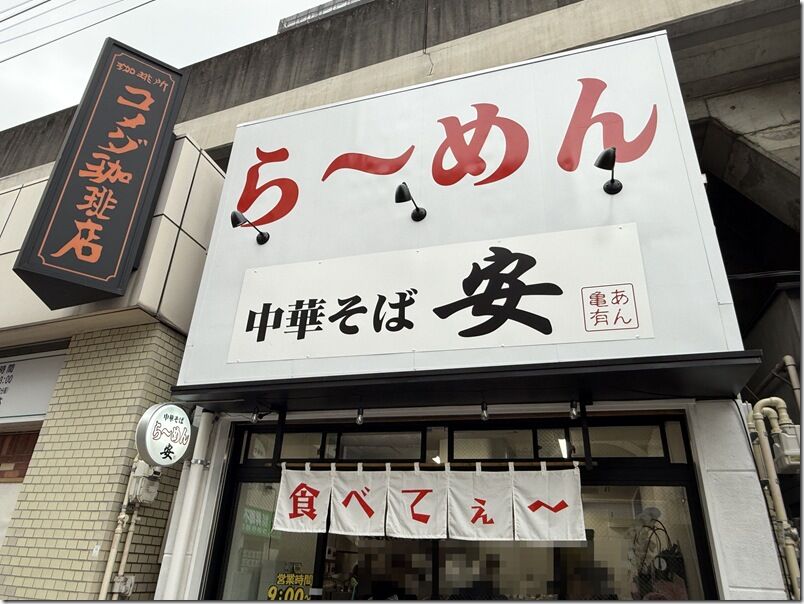 珈琲所
コメダ珈琲店
ら〜めん
中華そば 安
あん
亀有
中華そば
ら〜めん
安
食べてぇ〜
営業時間
9:00〜
時間